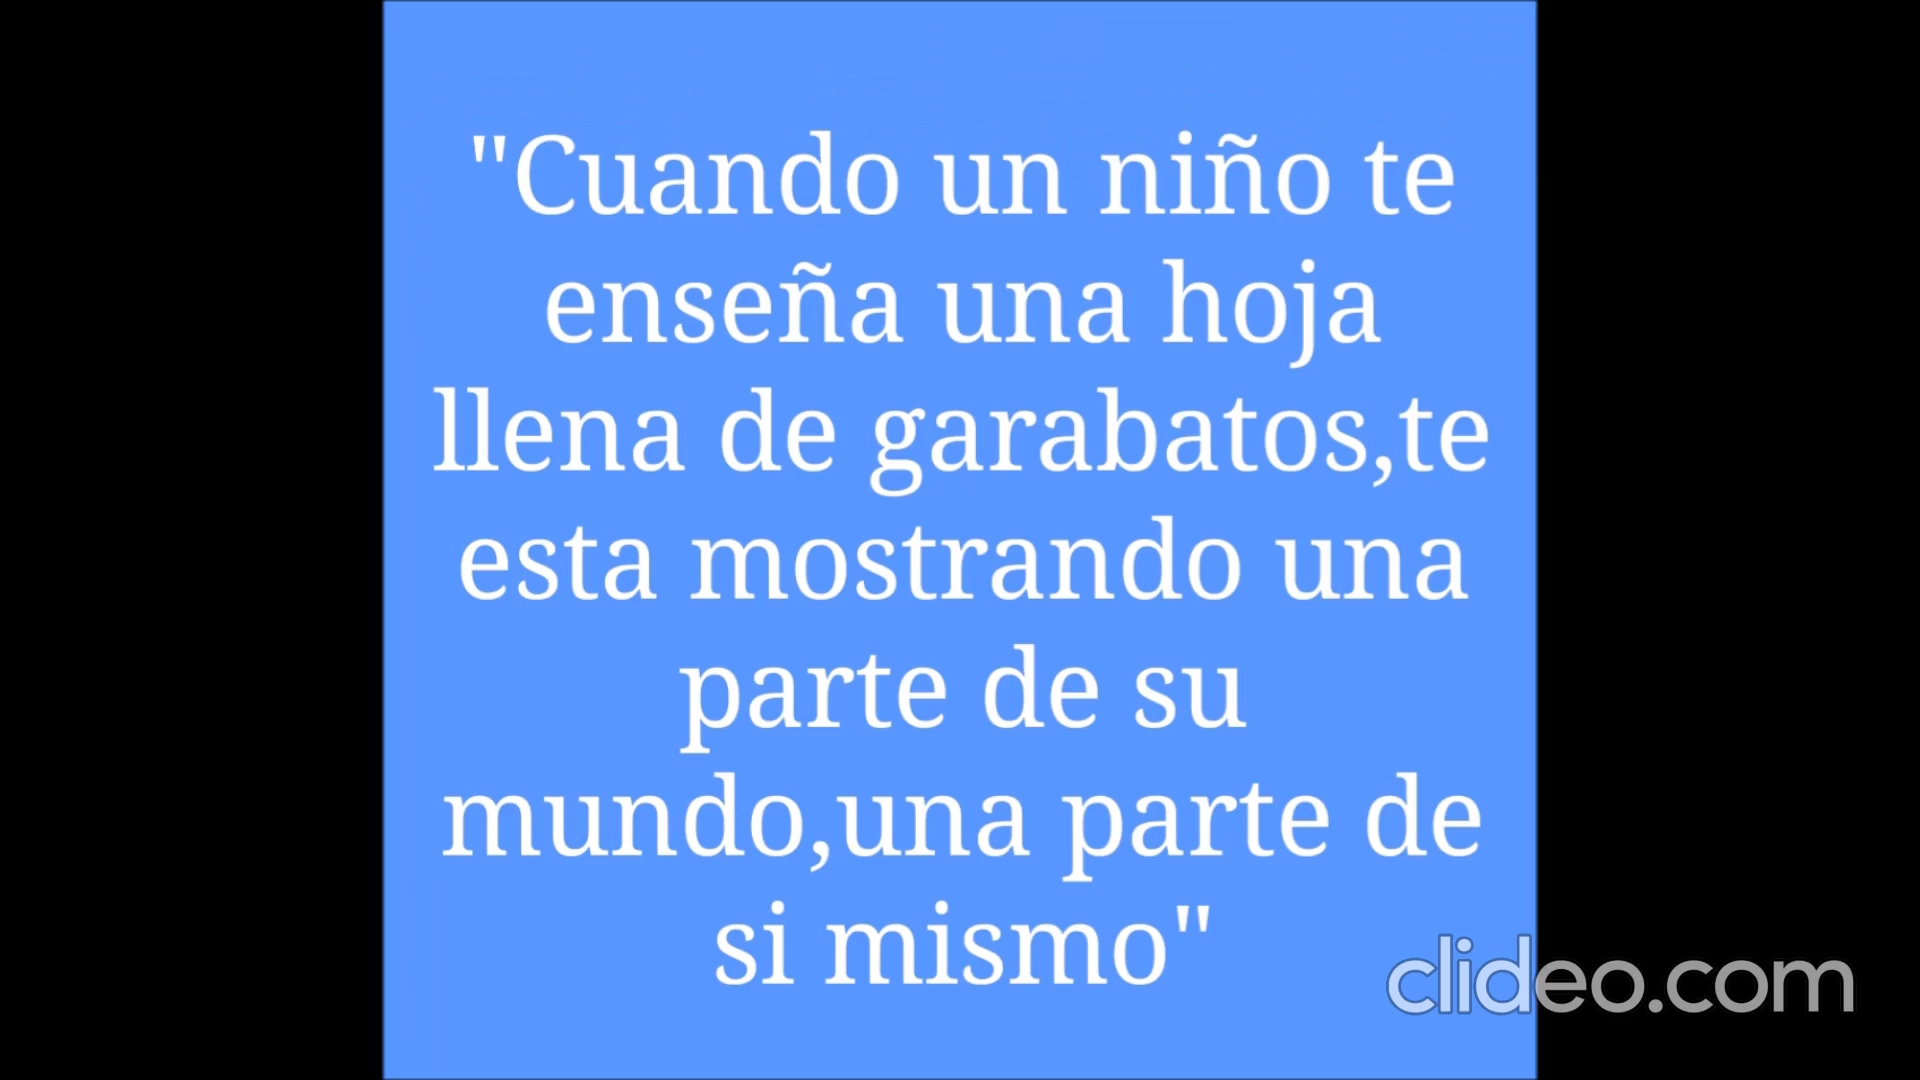 "Cuando un niño te
enseña una hoja
llena de garabatos,te
esta mostrando una
parte de su
mundo,una parte de
si mismo"
clideo.com